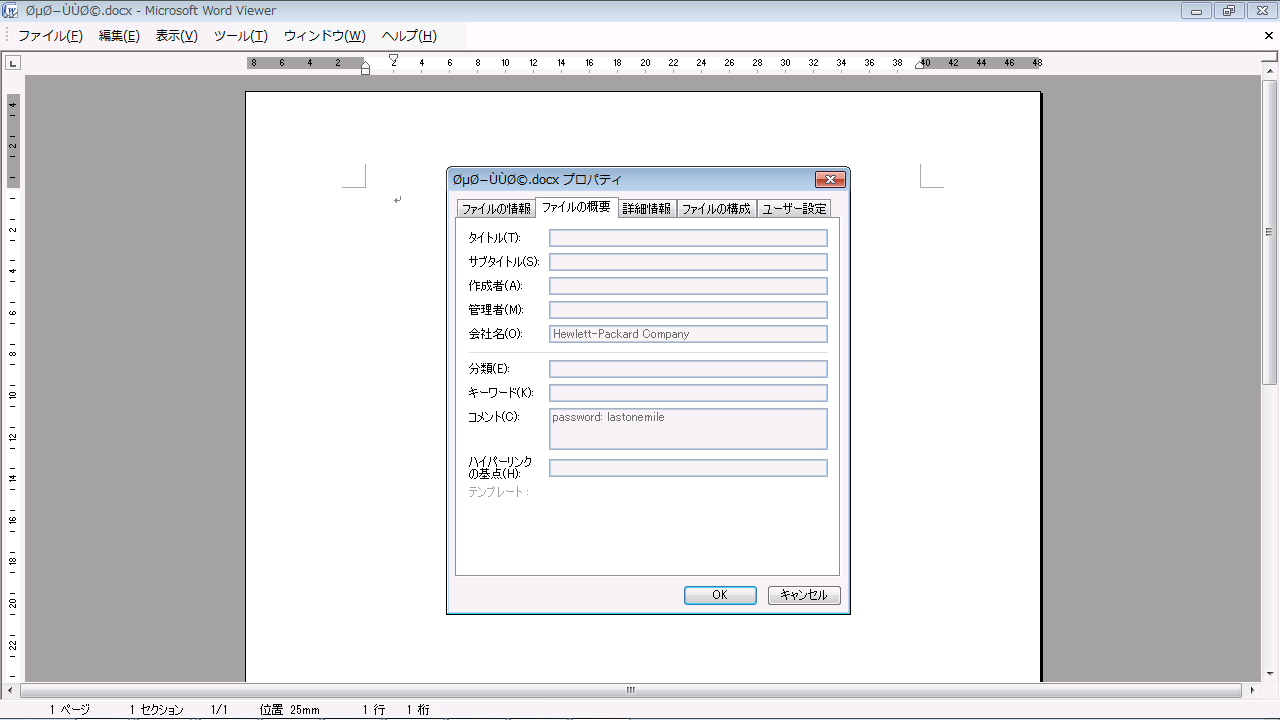 ØµØ−ÙÙØ©.docx - Microsoft Word Viewer
ファイル(F) 編集(E) 表示(V) ツール(T) ウィンドウ(W) ヘルプ(H)
8 6 4 2 2 4 6 8 10 12 14 16 18 20 22 24 26 28 30 32 34 36 38 40 42 44 46 48
4
2
2
4
6
8
10
12
14
16
18
20
22
ØµØ−ÙÙØ©.docx プロパティ
ファイルの情報 ファイルの概要 詳細情報 ファイルの構成 ユーザー設定
タイトル(T):
サブタイトル(S):
作成者(A):
管理者(M):
会社名(O): Hewlett-Packard Company
分類(E):
キーワード(K):
コメント(C): password: lastonemile
ハイパーリンク
の基点(H):
テンプレート:
OK キャンセル
1 ページ 1 セクション 1/1 位置 25mm 1 行 1 桁